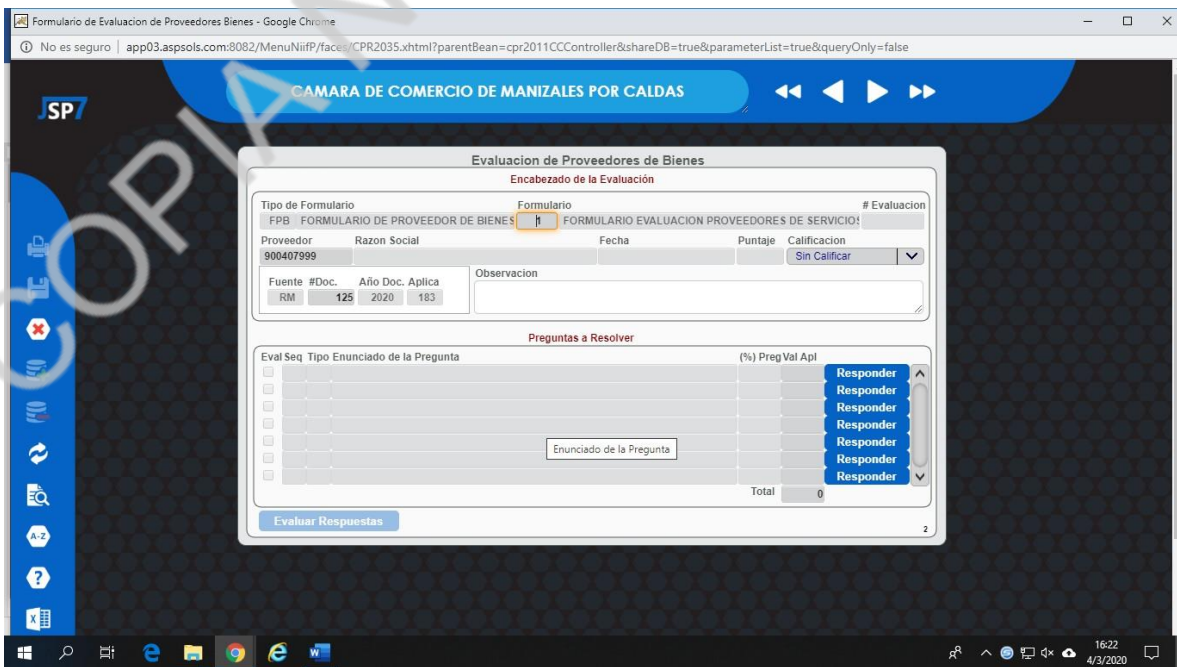 Formulario de Evaluacion de Proveedores Bienes - Google Chrome
No es seguro | app03.aspsols.com:8082/MenuNiifP/faces/CPR2035.xhtml?parentBean=cpr2011CCController&shareDB=true&parameterList=true&queryOnly=false
JSP7
CAMARA DE COMERCIO DE MANIZALES POR CALDAS
Evaluacion de Proveedores de Bienes
Encabezado de la Evaluación
Tipo de Formulario Formulario # Evaluacion
FPB FORMULARIO DE PROVEEDOR DE BIENES 1 FORMULARIO EVALUACION PROVEEDORES DE SERVICIOS
Proveedor Razon Social Fecha Puntaje Calificacion
900407999 Sin Calificar
Fuente #Doc. Año Doc. Aplica Observacion
RM 125 2020 183
Preguntas a Resolver
Eval Seq Tipo Enunciado de la Pregunta (%) Preg Val Apl
Responder
Responder
Responder
Responder
Responder
Enunciado de la Pregunta
Responder
Responder
Total 0
Evaluar Respuestas 2
A-Z
?
COPIA
16:22
4/3/2020